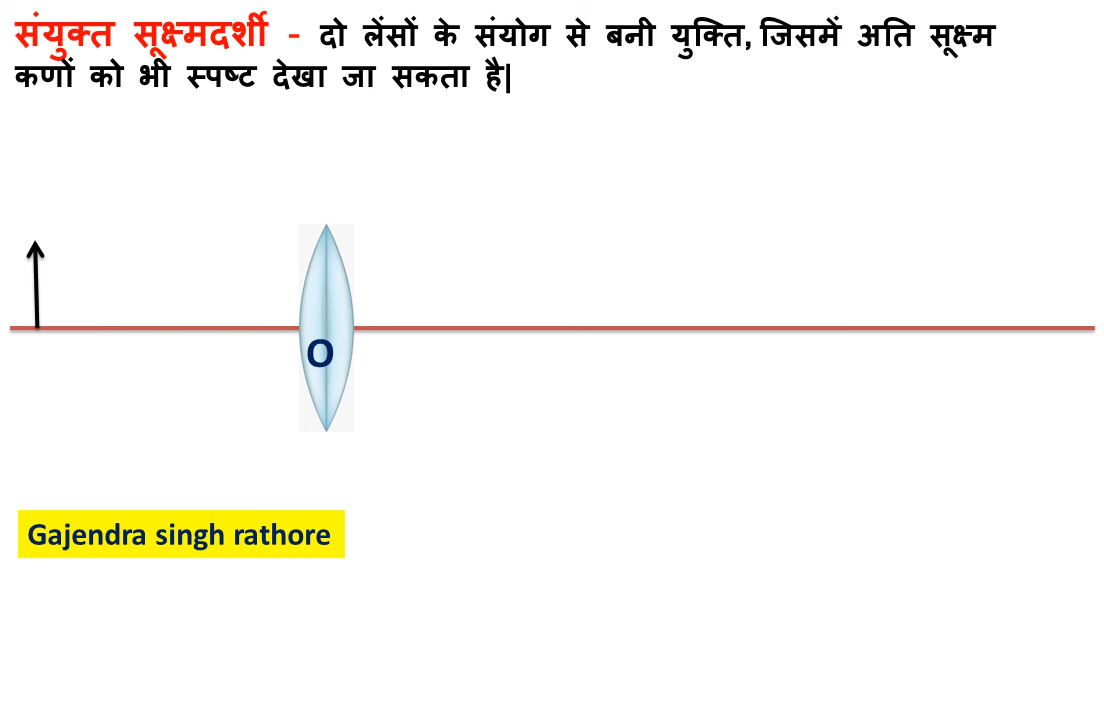 संयुक्त सूक्ष्मदर्शी - दो लेंसों के संयोग से बनी युक्ति, जिसमें अति सूक्ष्म
कणों को भी स्पष्ट देखा जा सकता है|
O
Gajendra singh rathore